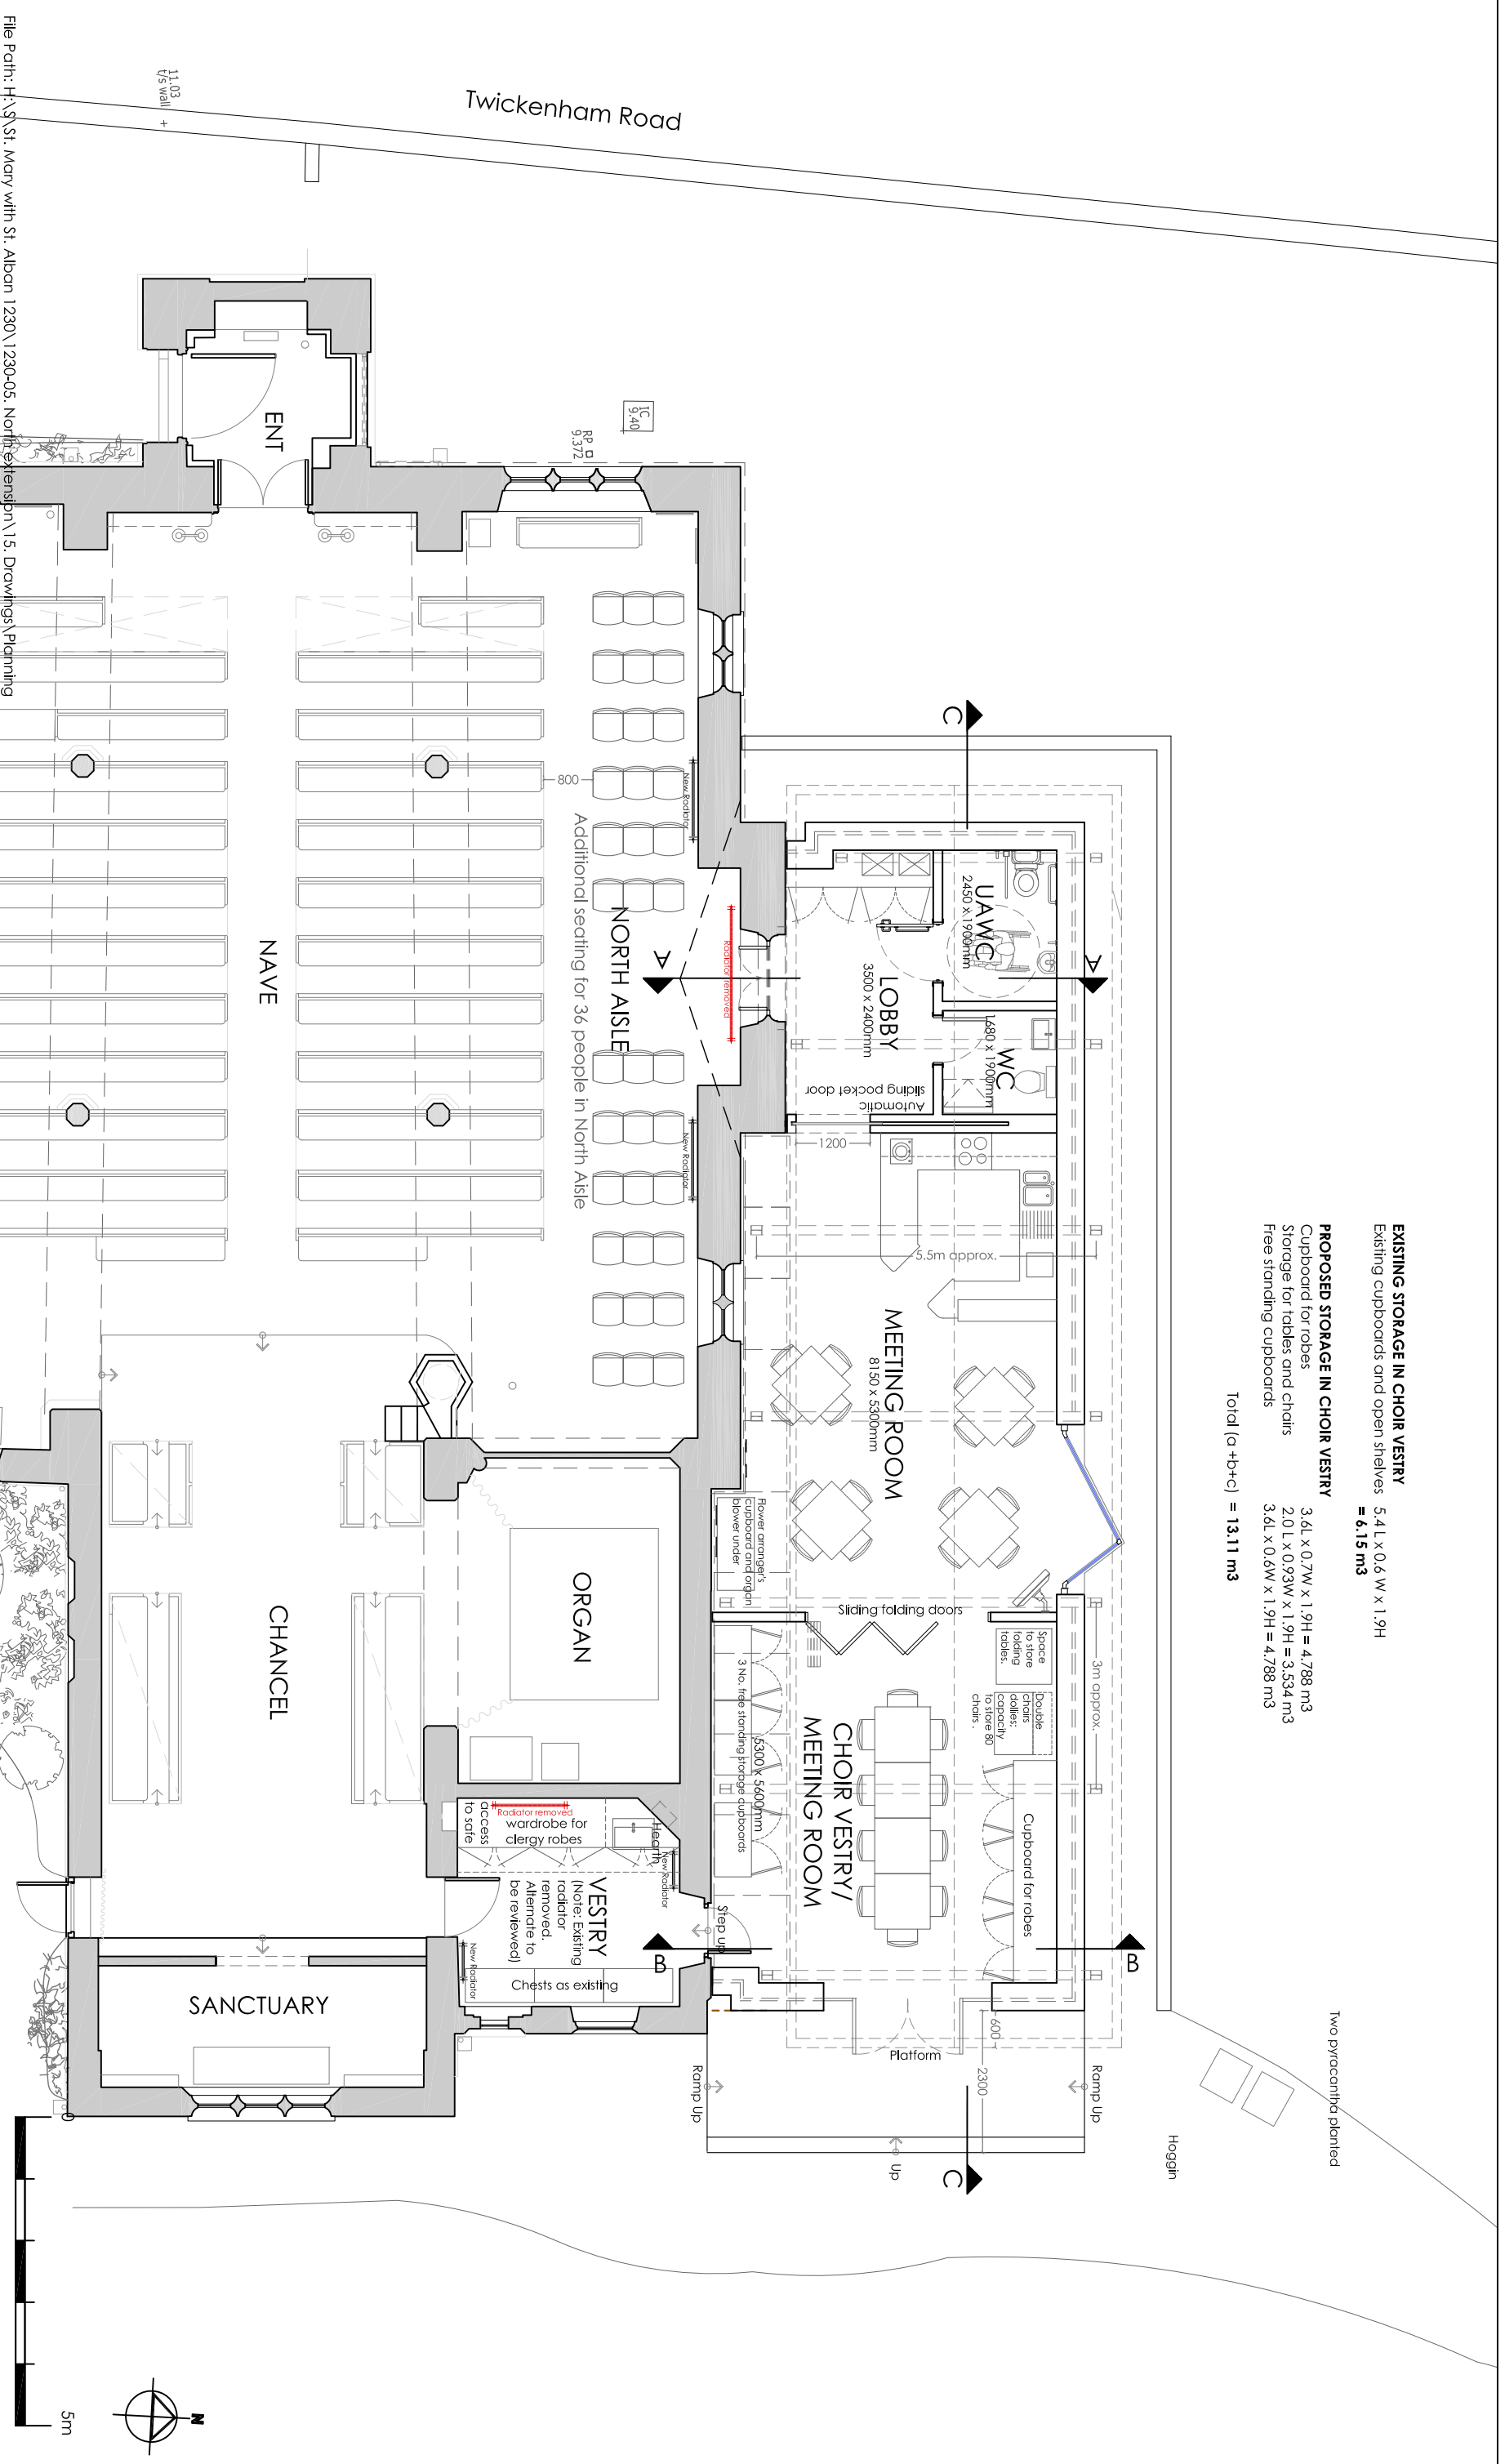 EXISTING STORAGE IN CHOIR VESTRY
Existing cupboards and open shelves 5.4 L x 0.6 W x 1.9H
= 6.15 m3
PROPOSED STORAGE IN CHOIR VESTRY
Cupboard for robes 3.6L x 0.7W x 1.9H = 4.788 m3
Storage for tables and chairs 2.0 L x 0.93W x 1.9H = 3.534 m3
Free standing cupboards 3.6L x 0.6W x 1.9H = 4.788 m3
Total (a +b+c) = 13.11 m3
Two pyracantha planted
Hoggin
Twickenham Road
11.03
t/s wall +
IC
9.40
RP
9.372
C
A
A
UAWC
2450 x 1900mm
WC
1680 x 1900mm
LOBBY
3500 x 2400mm
Automatic
sliding pocket door
1200
5.5m approx.
MEETING ROOM
8150 x 5300mm
Flower arranger's
cupboard and organ
blower under
Sliding folding doors
Space
to store
folding
tables.
Double
chairs
dollies;
capacity
to store 80
chairs .
3m approx.
CHOIR VESTRY/
MEETING ROOM
5300 x 5600mm
3 No. free standing storage cupboards
Cupboard for robes
B
B
Step up
600
2300
Platform
Ramp Up
Ramp Up
Up
C
ENT
NAVE
NORTH AISLE
Additional seating for 36 people in North Aisle
800
New Radiator
Radiator removed
New Radiator
ORGAN
CHANCEL
access
to safe
Radiator removed
wardrobe for
clergy robes
Hearth
New Radiator
VESTRY
(Note: Existing
radiator
removed.
Alternate to
be reviewed)
New Radiator
Chests as existing
SANCTUARY
N
5m
0
File Path: H:\S\St. Mary with St. Alban 1230\1230-05. North extension\15. Drawings\Planning